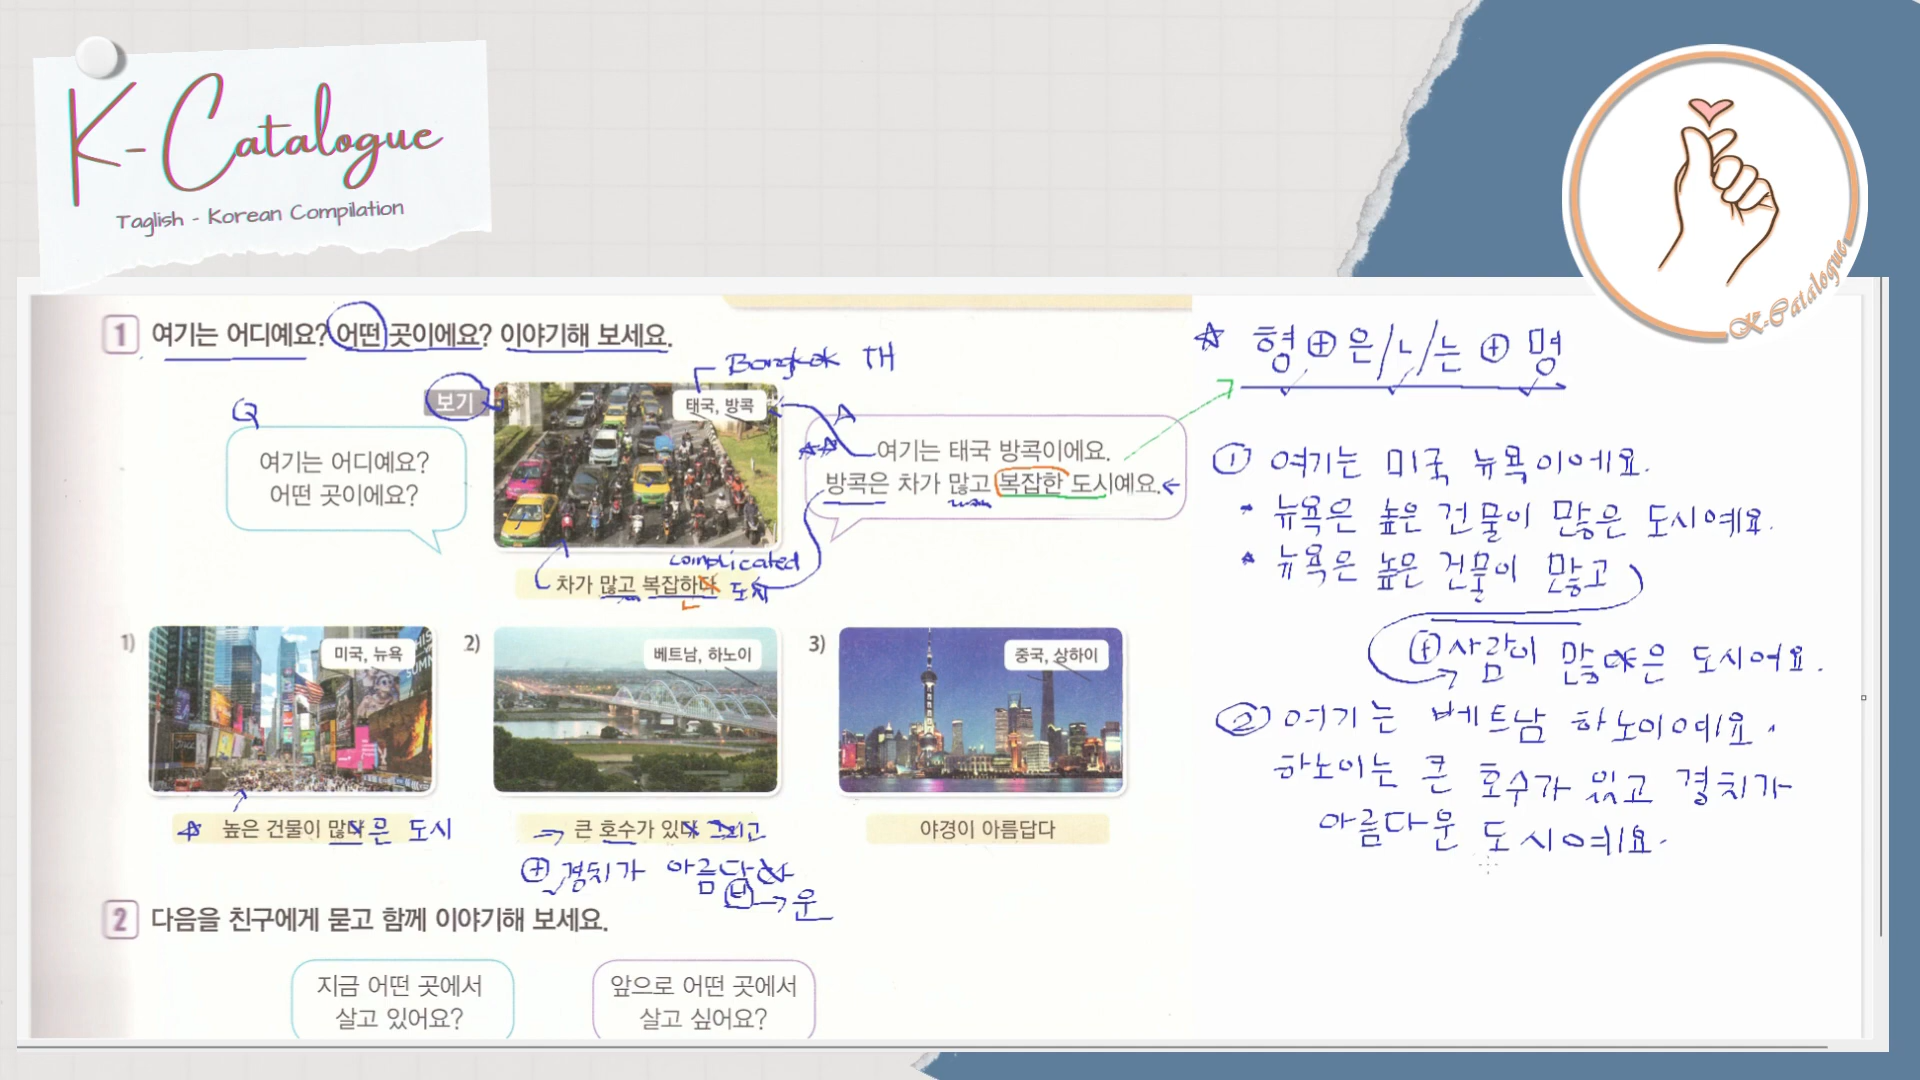 K-Catalogue
Taglish - Korean Compilation
K-Catalogue
1 여기는 어디예요? 어떤 곳이에요? 이야기해 보세요.
보기
Q
여기는 어디예요?
어떤 곳이에요?
Bangkok TH
태국, 방콕
A
여기는 태국 방콕이에요.
방콕은 차가 많고 복잡한 도시예요.
complicated
차가 많고 복잡하다 도시
ㄴ
1)
미국, 뉴욕
높은 건물이 많다 은 도시
2)
베트남, 하노이
큰 호수가 있다 그리고
+ 경치가 아름답다
ㅂ → 운
3)
중국, 상하이
야경이 아름답다
2 다음을 친구에게 묻고 함께 이야기해 보세요.
지금 어떤 곳에서
살고 있어요?
앞으로 어떤 곳에서
살고 싶어요?
☆ 형 + 은/ㄴ/는 + 명
① 여기는 미국 뉴욕이에요.
뉴욕은 높은 건물이 많은 도시예요.
뉴욕은 높은 건물이 많고
+ 사람이 많다은 도시여요.
② 여기는 베트남 하노이예요.
하노이는 큰 호수가 있고 경치가
아름다운 도시예요.